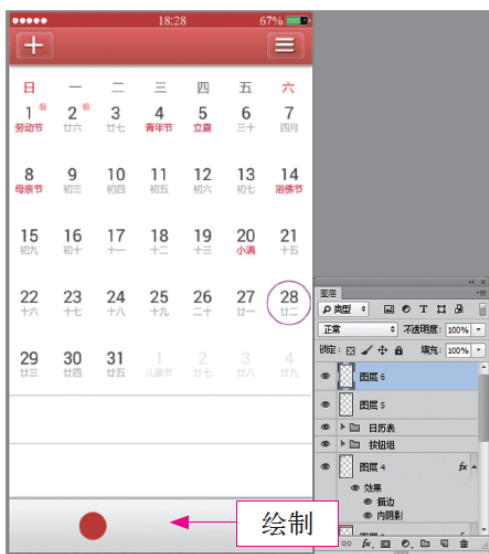 18:28 67%
日 一 二 三 四 五 六
1 假 2 假 3 4 5 6 7
劳动节 廿六 廿七 青年节 立夏 三十 四月
8 9 10 11 12 13 14
母亲节 初三 初四 初五 初六 初七 浴佛节
15 16 17 18 19 20 21
初九 初十 十一 十二 十三 小满 十五
22 23 24 25 26 27 28
十六 十七 十八 十九 二十 廿一 廿二
29 30 31 1 2 3 4
廿三 廿四 廿五 儿童节 廿七 廿八 廿九
绘制
图层
类型
正常 不透明度: 100%
锁定: 填充: 100%
图层 6
图层 5
日历表
按钮组
图层 4 fx
效果
描边
内阴影
fx.